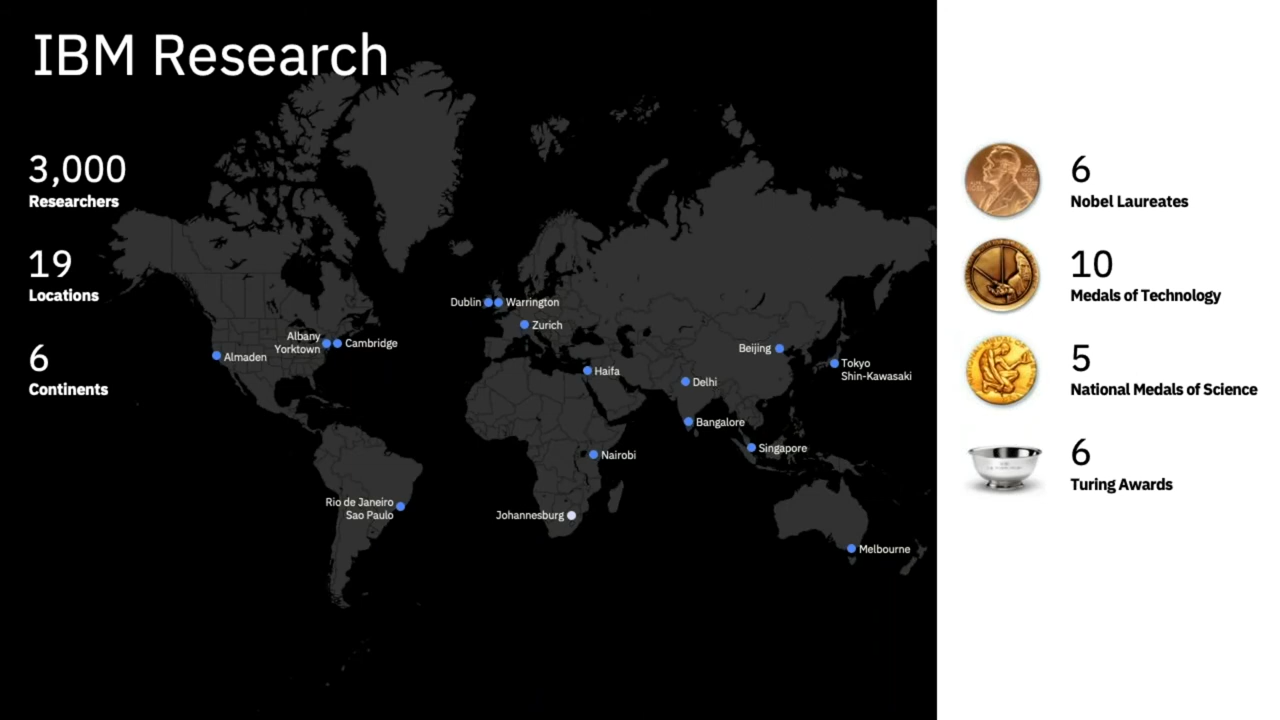 IBM Research
3,000
Researchers
19
Locations
6
Continents
Dublin
Warrington
Zurich
Albany
Yorktown
Cambridge
Almaden
Haifa
Beijing
Tokyo
Shin-Kawasaki
Delhi
Bangalore
Singapore
Nairobi
Rio de Janeiro
Sao Paulo
Johannesburg
Melbourne
6
Nobel Laureates
10
Medals of Technology
5
National Medals of Science
6
Turing Awards